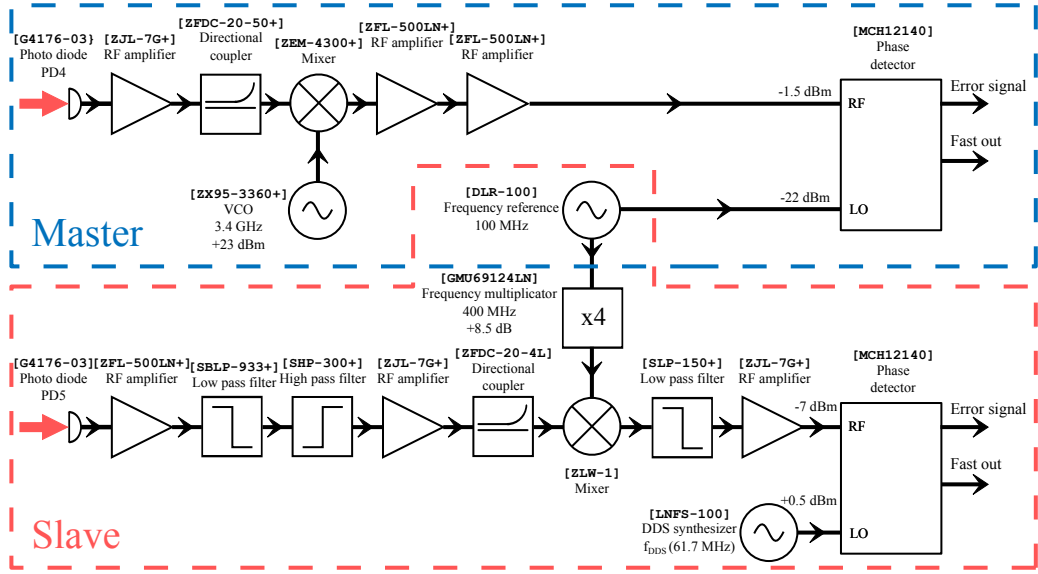 [G4176-03}
Photo diode
PD4
[ZJL-7G+]
RF amplifier
[ZFDC-20-50+]
Directional
coupler
[ZEM-4300+]
Mixer
[ZFL-500LN+]
RF amplifier
[ZFL-500LN+]
RF amplifier
[MCH12140]
Phase
detector
-1.5 dBm
RF
Error signal
Fast out
[ZX95-3360+]
VCO
3.4 GHz
+23 dBm
[DLR-100]
Frequency reference
100 MHz
-22 dBm
LO
Master
[GMU69124LN]
Frequency multiplicator
400 MHz
+8.5 dB
x4
[G4176-03]
Photo diode
PD5
[ZFL-500LN+]
RF amplifier
[SBLP-933+]
Low pass filter
[SHP-300+]
High pass filter
[ZJL-7G+]
RF amplifier
[ZFDC-20-4L]
Directional
coupler
[ZLW-1]
Mixer
[SLP-150+]
Low pass filter
[ZJL-7G+]
RF amplifier
[MCH12140]
Phase
detector
-7 dBm
RF
Error signal
Fast out
[LNFS-100]
DDS synthesizer
f_DDS (61.7 MHz)
+0.5 dBm
LO
Slave